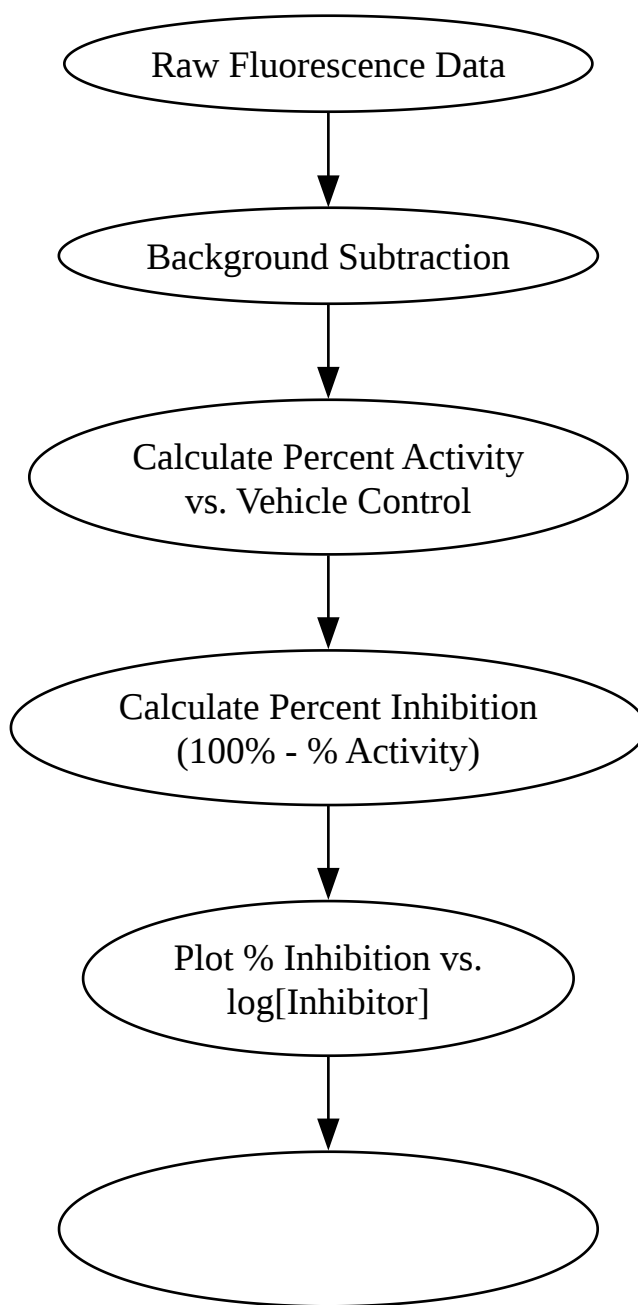 Raw Fluorescence Data
Background Subtraction
Calculate Percent Activity
vs. Vehicle Control
Calculate Percent Inhibition
(100% - % Activity)
Plot % Inhibition vs.
log[Inhibitor]